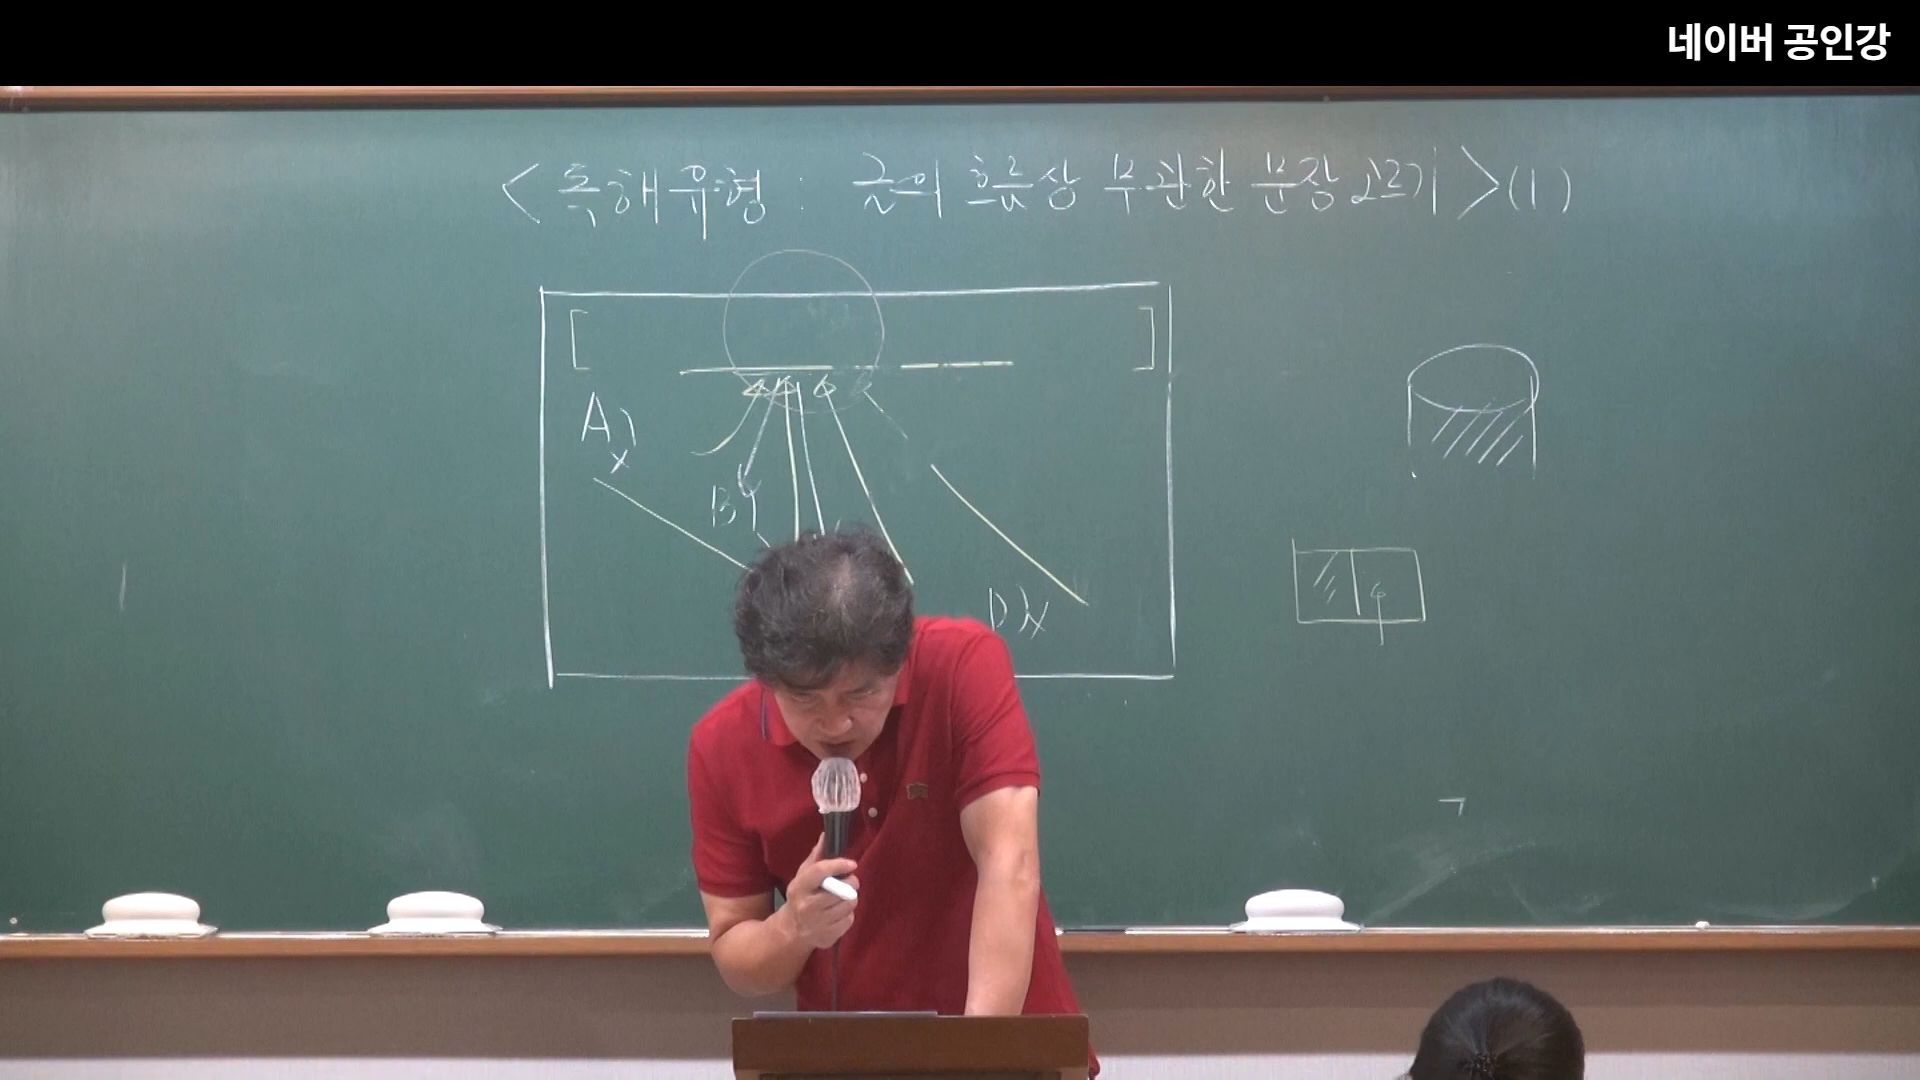 네이버 공인강
< 독해유형 : 글의 흐름상 무관한 문장 고르기 > (1)
A)
x
B)
D) x